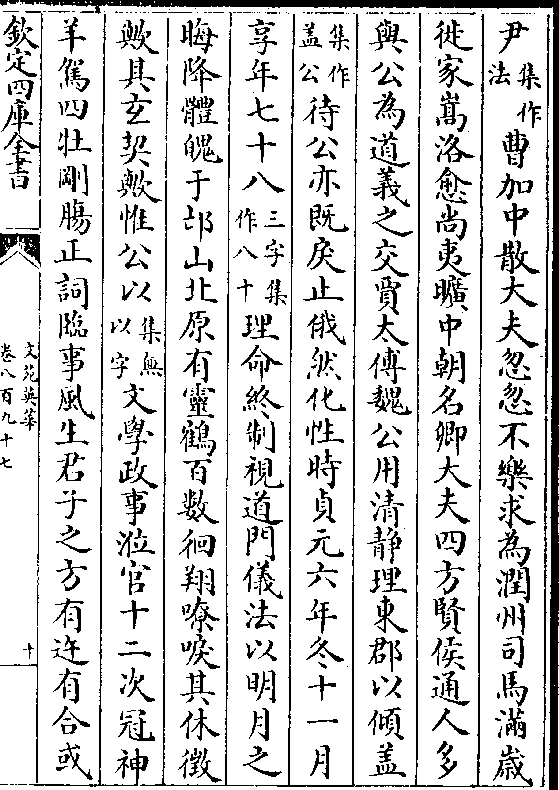 尹集作法曹加中散大夫忽忽不樂求為潤州司馬滿歳
徙家嵩洛愈尚夷曠中朝名卿大夫四方賢侯通人多
與公為道義之交賈太傅魏公用清静理東郡以傾盖
集作盖公待公亦既戾止俄然化性時貞元六年冬十一月
享年七十八三字集作八十理命終制視道門儀法以明月之
晦降體魄于邙山北原有靈鶴百數徊翔嘹唳其休徴
歟具玄契歟惟公以集無以字文學政事涖官十二次冠神
羊駕四牡剛腸正詞臨事風生君子之方有迕有合或
欽定四庫全書
文苑英華
卷八百九十七
十